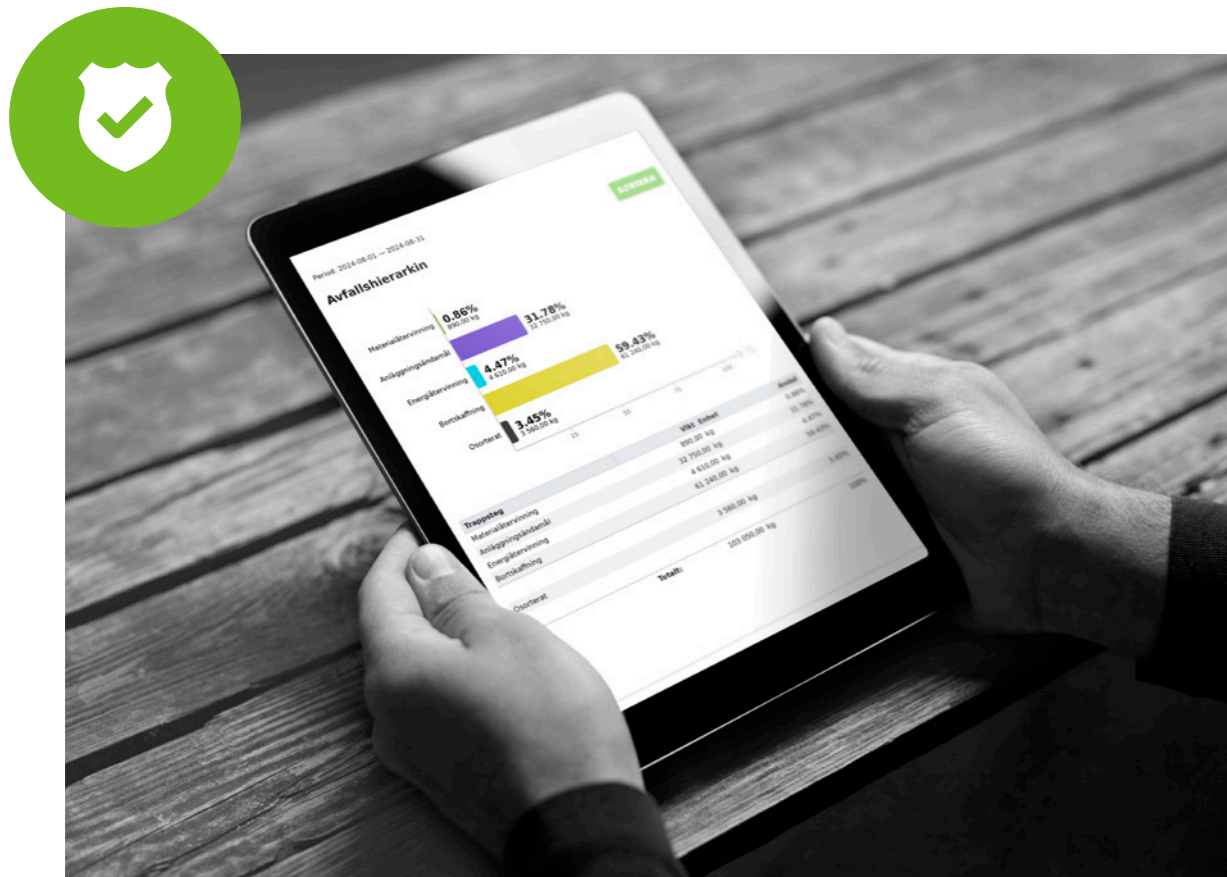 Period: 2024-08-01 — 2024-08-31
Avfallshierarkin
Materialåtervinning
0.86%
890,00 kg
Anläggningsändamål
31.78%
32 750,00 kg
Energiåtervinning
4.47%
4 610,00 kg
Bortskaffning
59.43%
61 240,00 kg
Osorterat
3.45%
3 560,00 kg
25 50 75 100
Trappsteg Vikt Enhet Andel
Materialåtervinning 890,00 kg 0.86%
Anläggningsändamål 32 750,00 kg 31.78%
Energiåtervinning 4 610,00 kg 4.47%
Bortskaffning 61 240,00 kg 59.43%
Osorterat 3 560,00 kg 3.45%
Totalt: 103 050,00 kg 100%